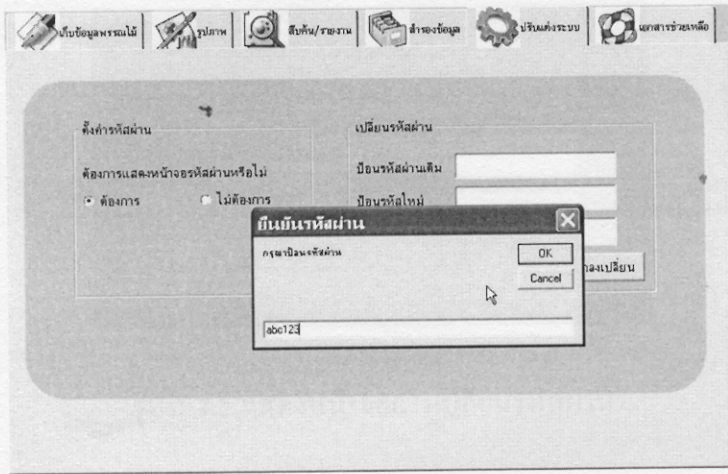 เก็บข้อมูลพรรณไม้ รูปภาพ สืบค้น/รายงาน สำรองข้อมูล ปรับแต่งระบบ เอกสารช่วยเหลือ
ตั้งค่ารหัสผ่าน
ต้องการแสดงหน้าจอรหัสผ่านหรือไม่
ต้องการ ไม่ต้องการ
เปลี่ยนรหัสผ่าน
ป้อนรหัสผ่านเดิม
ป้อนรหัสใหม่
ยืนยันรหัสผ่าน
กรุณาป้อนรหัสผ่าน
OK
Cancel
abc123